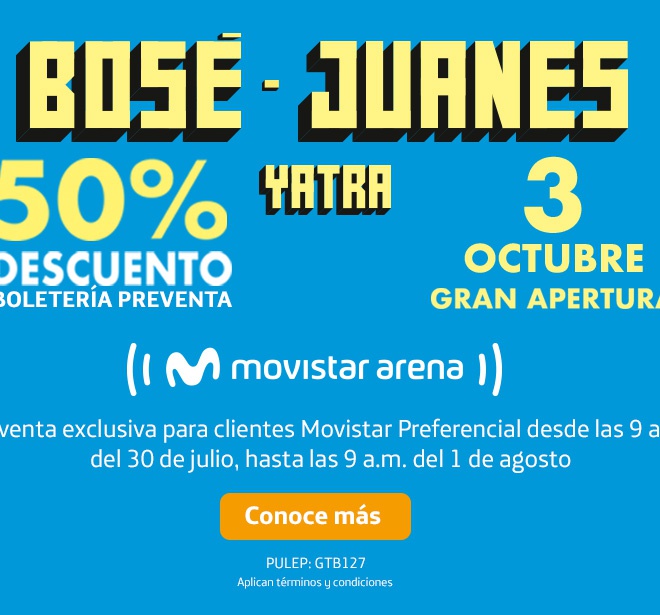 BOSÉ - JUANES
YATRA
50%
DESCUENTO
BOLETERÍA PREVENTA
3
OCTUBRE
GRAN APERTURA
movistar arena
venta exclusiva para clientes Movistar Preferencial desde las 9 a
del 30 de julio, hasta las 9 a.m. del 1 de agosto
Conoce más
PULEP: GTB127
Aplican términos y condiciones